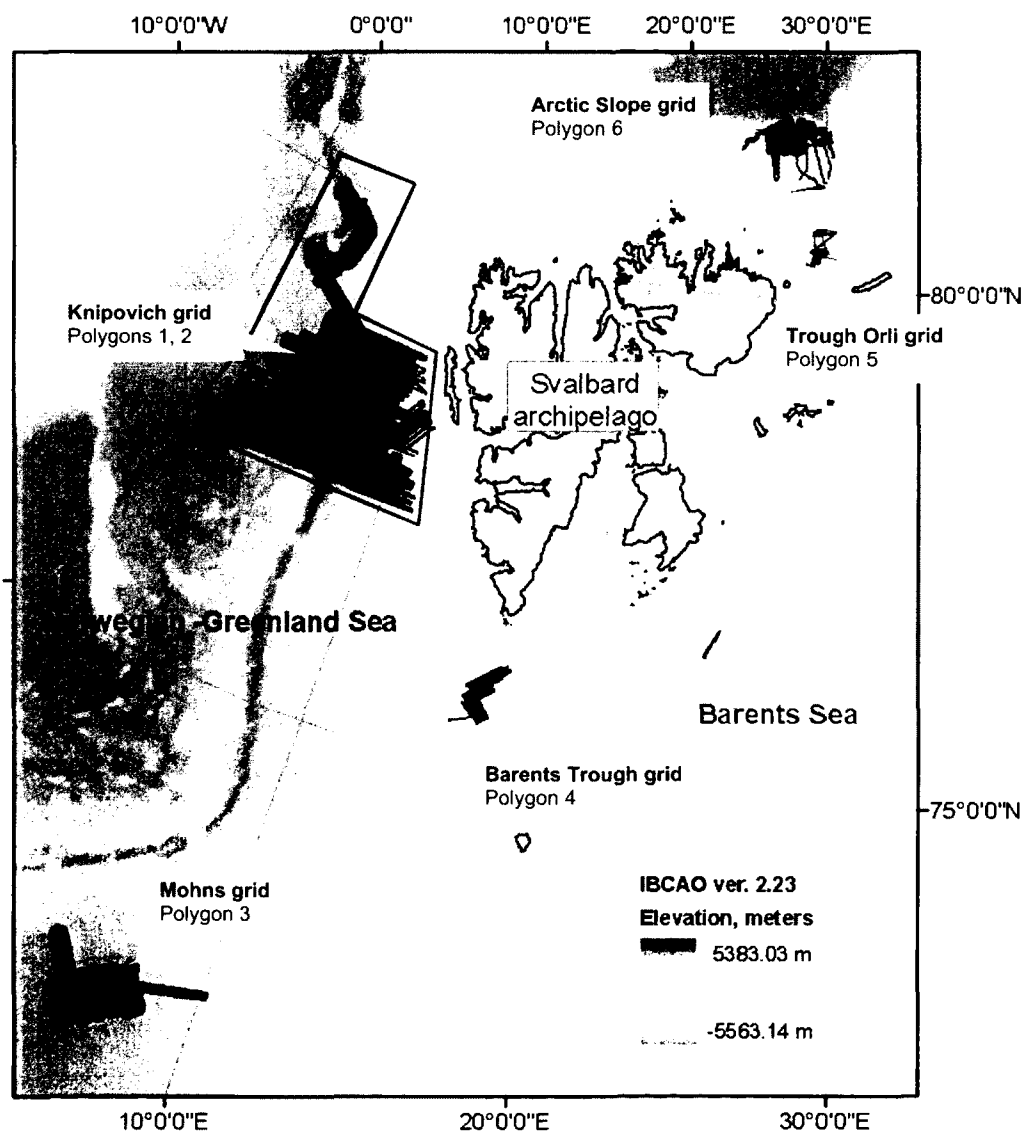 10°0'0"W 0°0'0" 10°0'0"E 20°0'0"E 30°0'0"E
Arctic Slope grid
Polygon 6
80°0'0"N
Knipovich grid
Polygons 1, 2
Trough Orli grid
Polygon 5
Svalbard
archipelago
Greenland Sea
Barents Sea
Barents Trough grid
Polygon 4
75°0'0"N
Mohns grid
Polygon 3
IBCAO ver. 2.23
Elevation, meters
5383.03 m
-5563.14 m
10°0'0"E 20°0'0"E 30°0'0"E